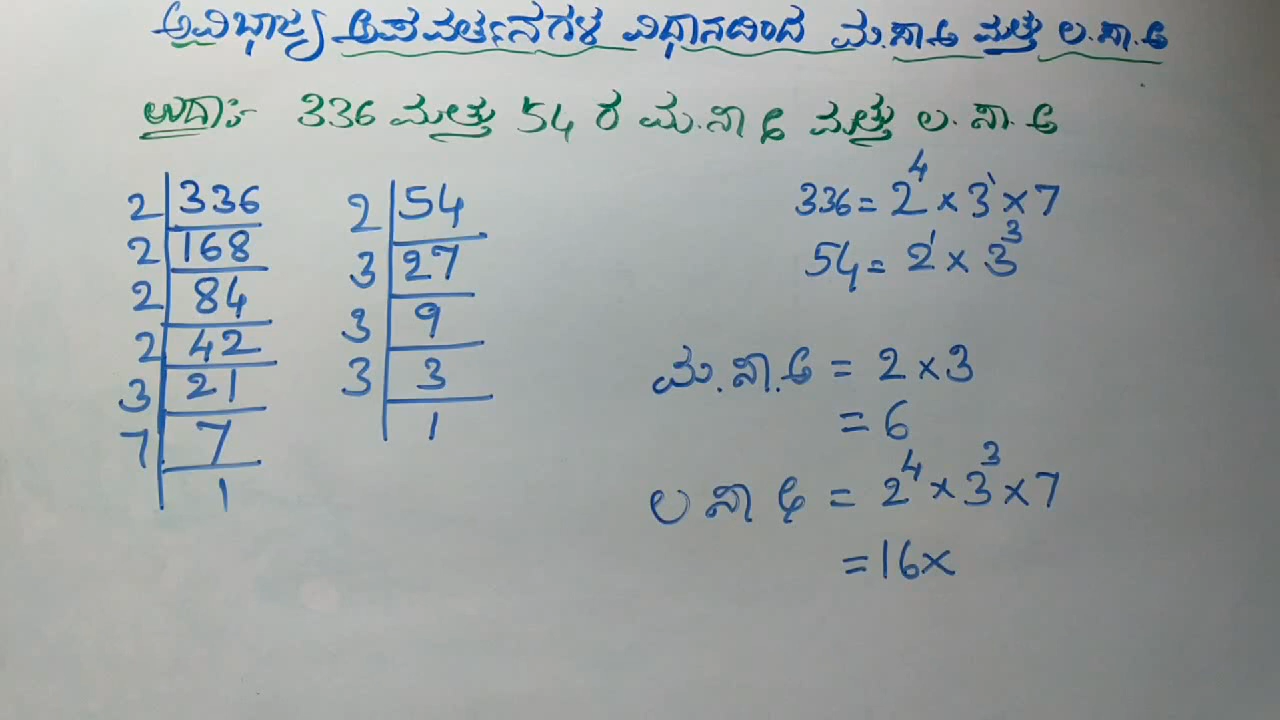 ಅವಿಭಾಜ್ಯ ಅಪವರ್ತನಗಳ ವಿಧಾನದಿಂದ ಮ.ಸಾ.ಅ ಮತ್ತು ಲ.ಸಾ.ಅ
ಉದಾ:- 336 ಮತ್ತು 54 ರ ಮ.ಸಾ.ಅ ಮತ್ತು ಲ.ಸಾ.ಅ
2 | 336
2 | 168
2 | 84
2 | 42
3 | 21
7 | 7
1
2 | 54
3 | 27
3 | 9
3 | 3
1
336 = 2⁴ × 3¹ × 7
54 = 2¹ × 3³
ಮ.ಸಾ.ಅ = 2 × 3
= 6
ಲ ಸಾ ಅ = 2⁴ × 3³ × 7
= 16 ×